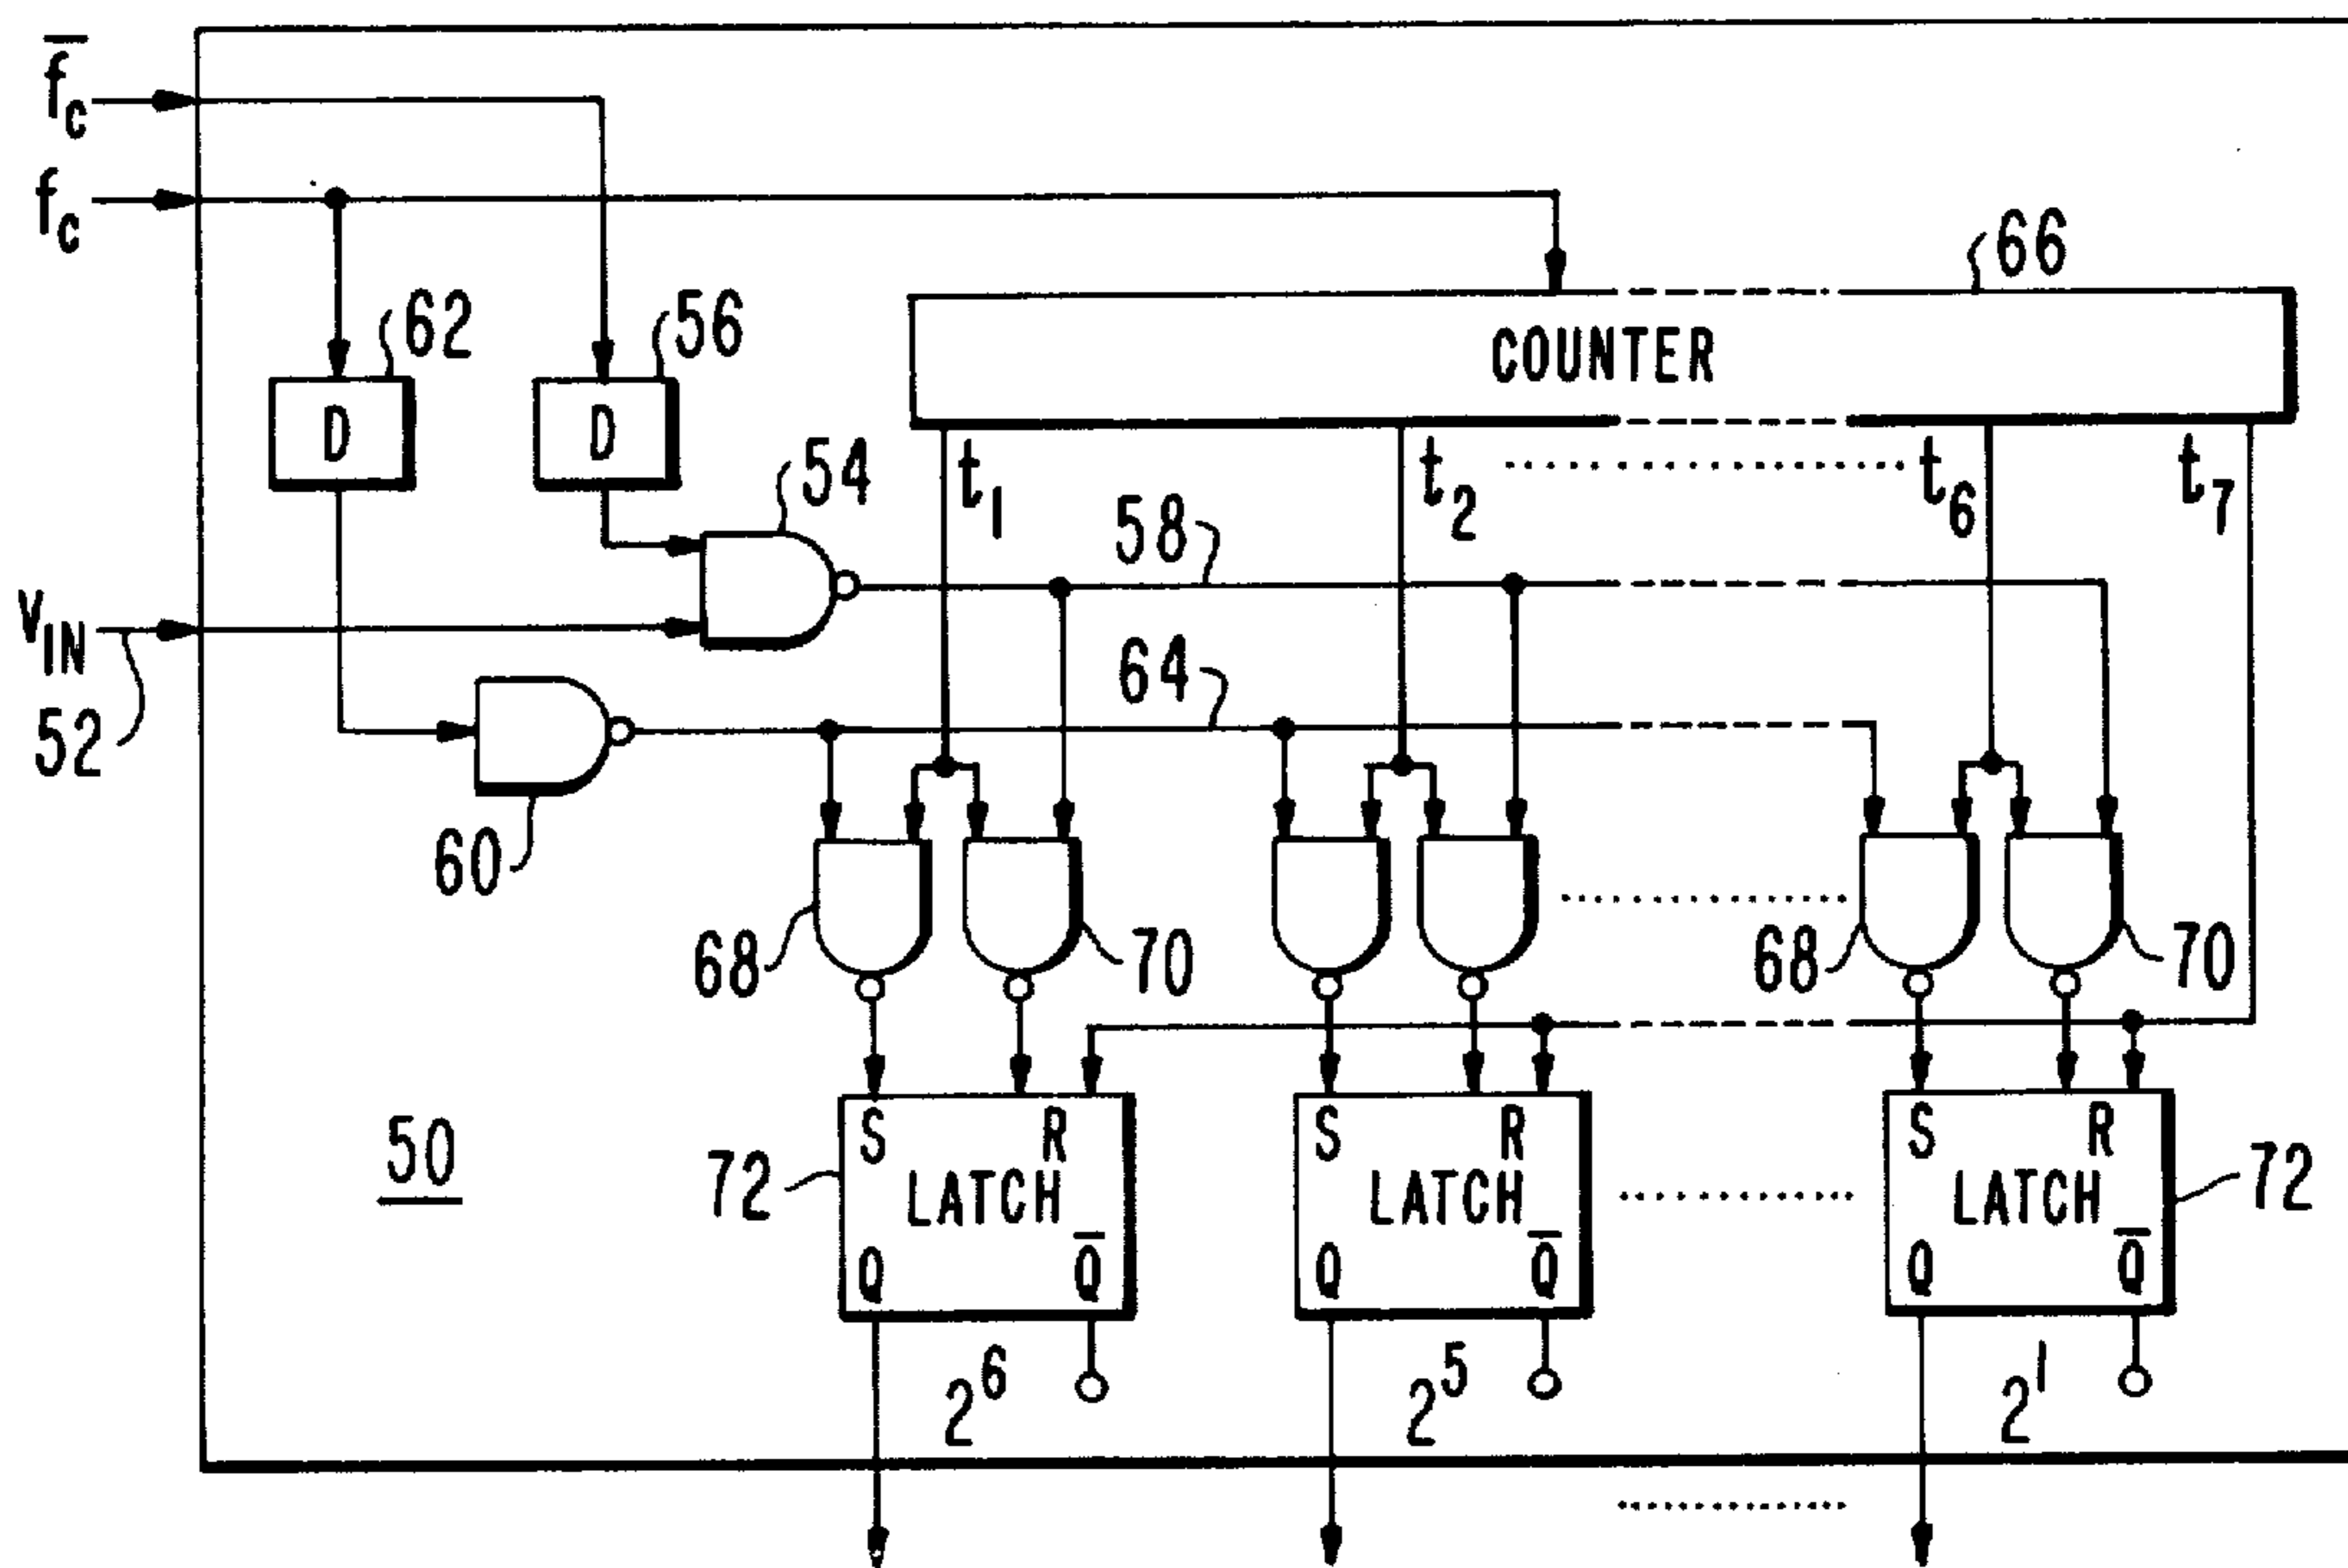 f̅c
fc
66
62
56
COUNTER
D
D
54
t1
t2
t6
t7
58
VIN
64
52
60
68
70
68
70
50
72
S R
LATCH
Q Q̅
S R
LATCH
Q Q̅
S R
LATCH
Q Q̅
72
2^6
2^5
2^1